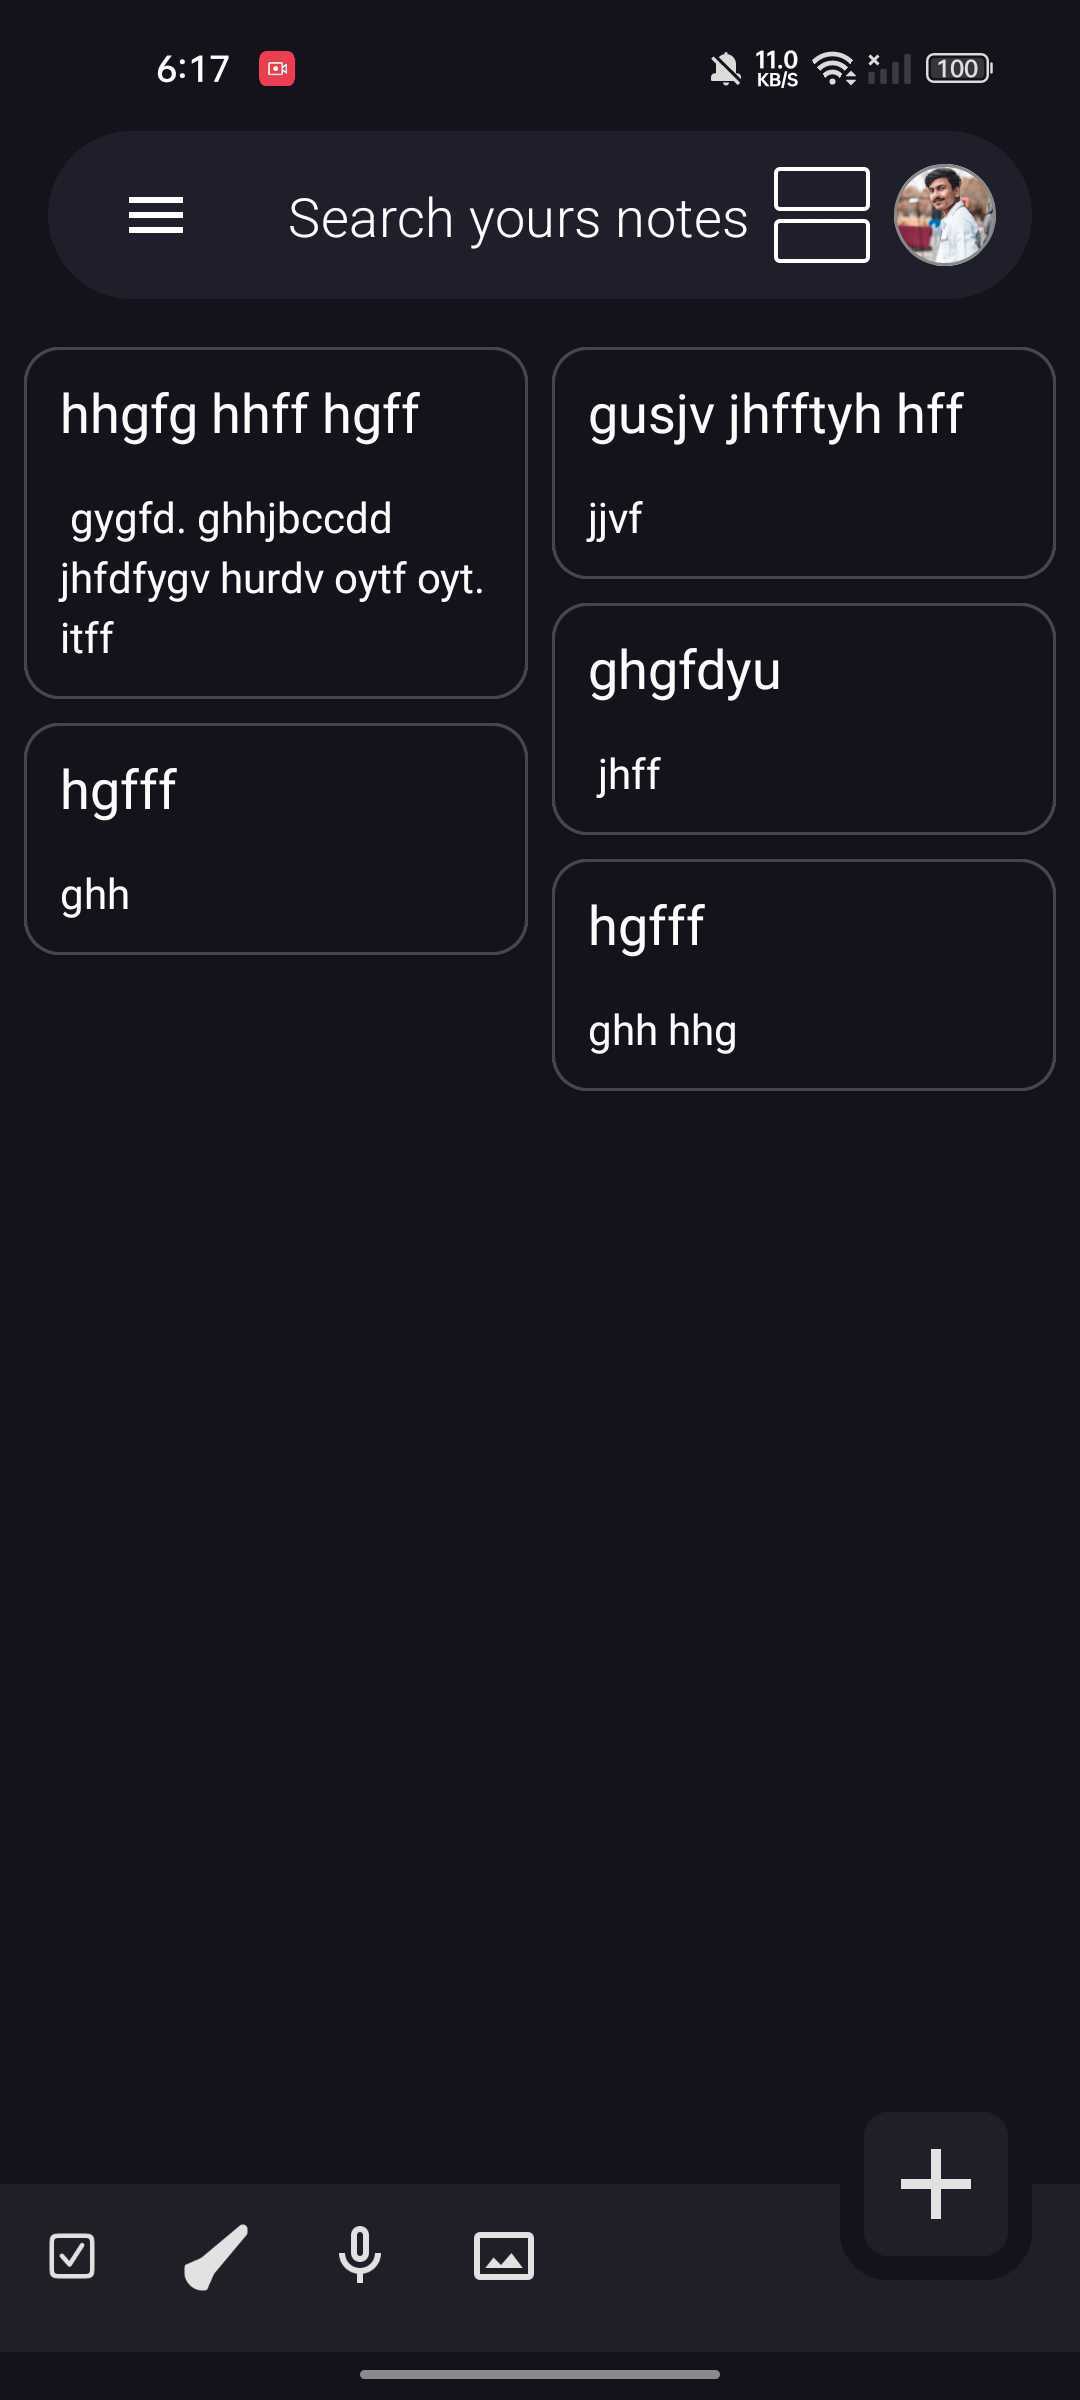 6:17
11.0
KB/S
100
Search yours notes
hhgfg hhff hgff
gygfd. ghhjbccdd
jhfdfygv hurdv oytf oyt.
itff
gusjv jhfftyh hff
jjvf
hgfff
ghh
ghgfdyu
jhff
hgfff
ghh hhg